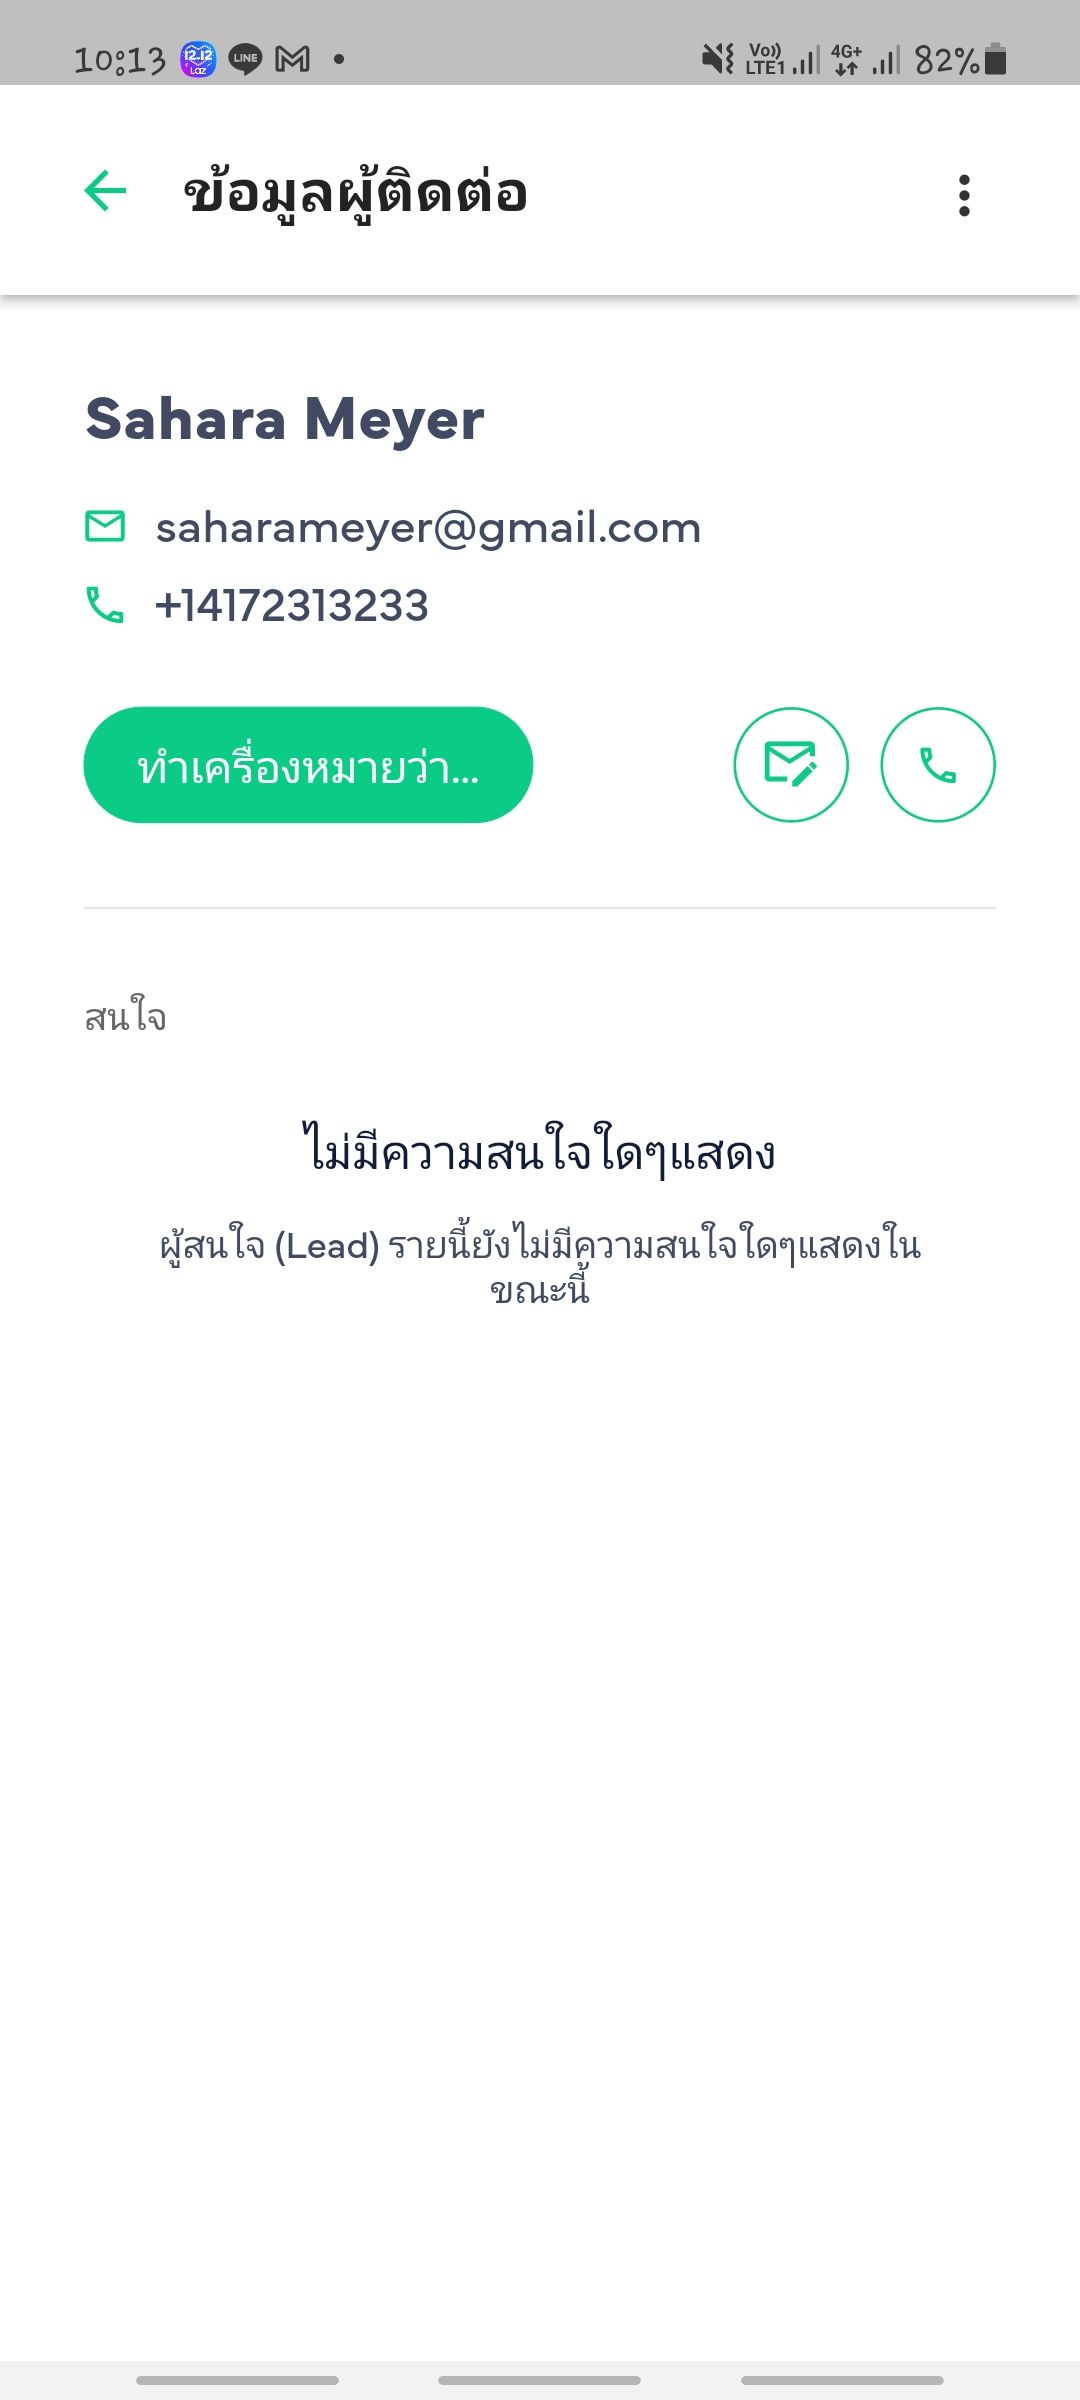 10:13
12.12
Laz
LINE
Vo))
LTE1
4G+
82%
ข้อมูลผู้ติดต่อ
Sahara Meyer
saharameyer@gmail.com
+14172313233
ทำเครื่องหมายว่า...
สนใจ
ไม่มีความสนใจใดๆแสดง
ผู้สนใจ (Lead) รายนี้ยังไม่มีความสนใจใดๆแสดงใน
ขณะนี้